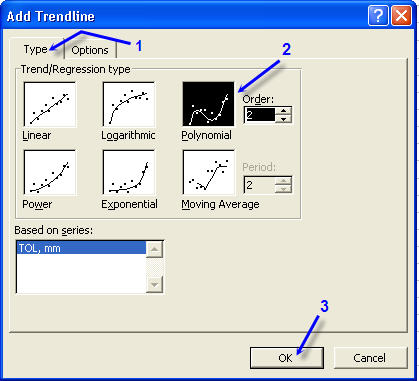 Add Trendline
?
X
Type
Options
1
Trend/Regression type
2
Linear
Logarithmic
Polynomial
Order:
2
Power
Exponential
Moving Average
Period:
2
Based on series:
TOL, mm
3
OK
Cancel